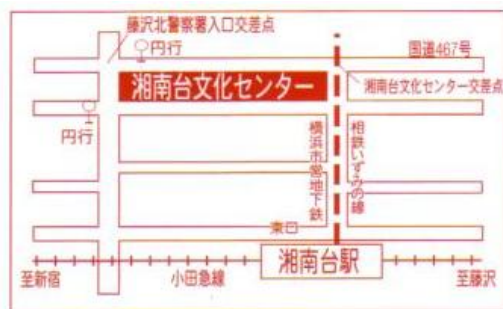 藤沢北警察署入口交差点
円行
国道467号
湘南台文化センター
湘南台文化センター交差点
円行
横浜市営地下鉄
相鉄いずみの線
東口
湘南台駅
至新宿
小田急線
至藤沢